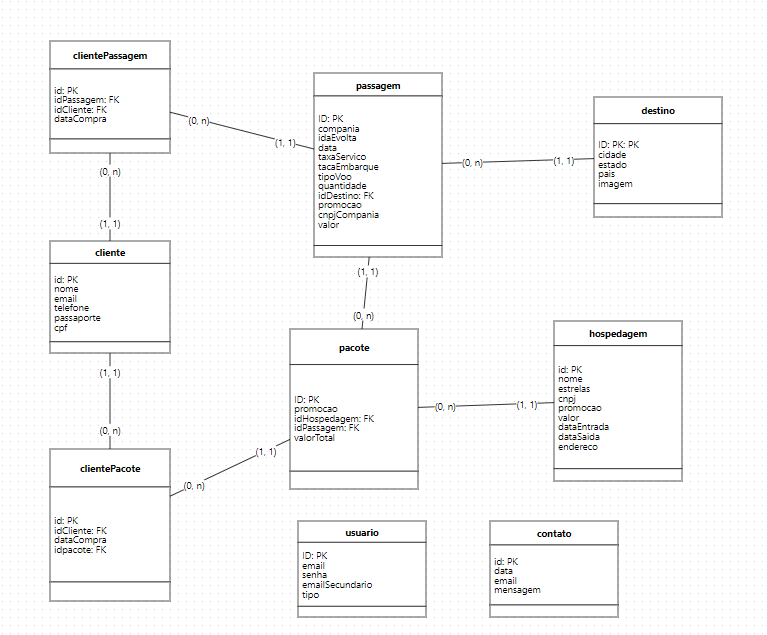 clientePassagem
id: PK
idPassagem: FK
idCliente: FK
dataCompra
(0, n)
(1, 1)
passagem
ID: PK
compania
idaEvolta
data
taxaServico
tacaEmbarque
tipoVoo
quantidade
idDestino: FK
promocao
cnpjCompania
valor
(0, n)
(1, 1)
destino
ID: PK: PK
cidade
estado
pais
imagem
(0, n)
(1, 1)
cliente
id: PK
nome
email
telefone
passaporte
cpf
(1, 1)
(0, n)
pacote
ID: PK
promocao
idHospedagem: FK
idPassagem: FK
valorTotal
(0, n)
(1, 1)
hospedagem
id: PK
nome
estrelas
cnpj
promocao
valor
dataEntrada
dataSaida
endereco
(1, 1)
(0, n)
clientePacote
id: PK
idCliente: FK
dataCompra
idpacote: FK
(0, n)
(1, 1)
usuario
ID: PK
email
senha
emailSecundario
tipo
contato
id: PK
data
email
mensagem